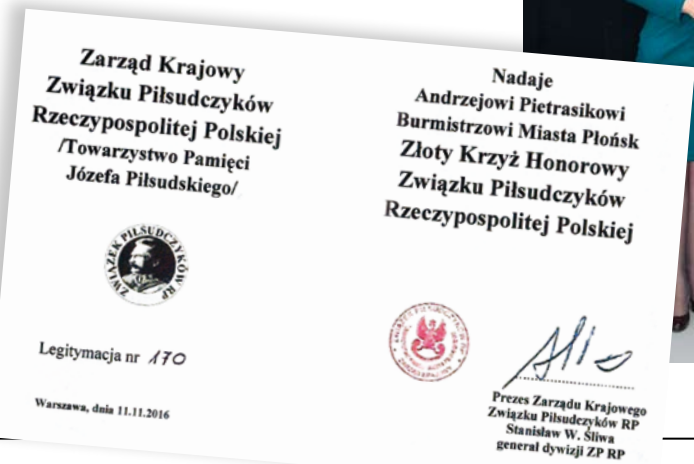 Zarząd Krajowy
Związku Piłsudczyków
Rzeczypospolitej Polskiej
/Towarzystwo Pamięci
Józefa Piłsudskiego/
ZWIĄZEK PIŁSUDCZYKÓW RP
Legitymacja nr 170
Warszawa, dnia 11.11.2016
Nadaje
Andrzejowi Pietrasikowi
Burmistrzowi Miasta Płońsk
Złoty Krzyż Honorowy
Związku Piłsudczyków
Rzeczypospolitej Polskiej
Prezes Zarządu Krajowego
Związku Piłsudczyków RP
Stanisław W. Śliwa
generał dywizji ZP RP